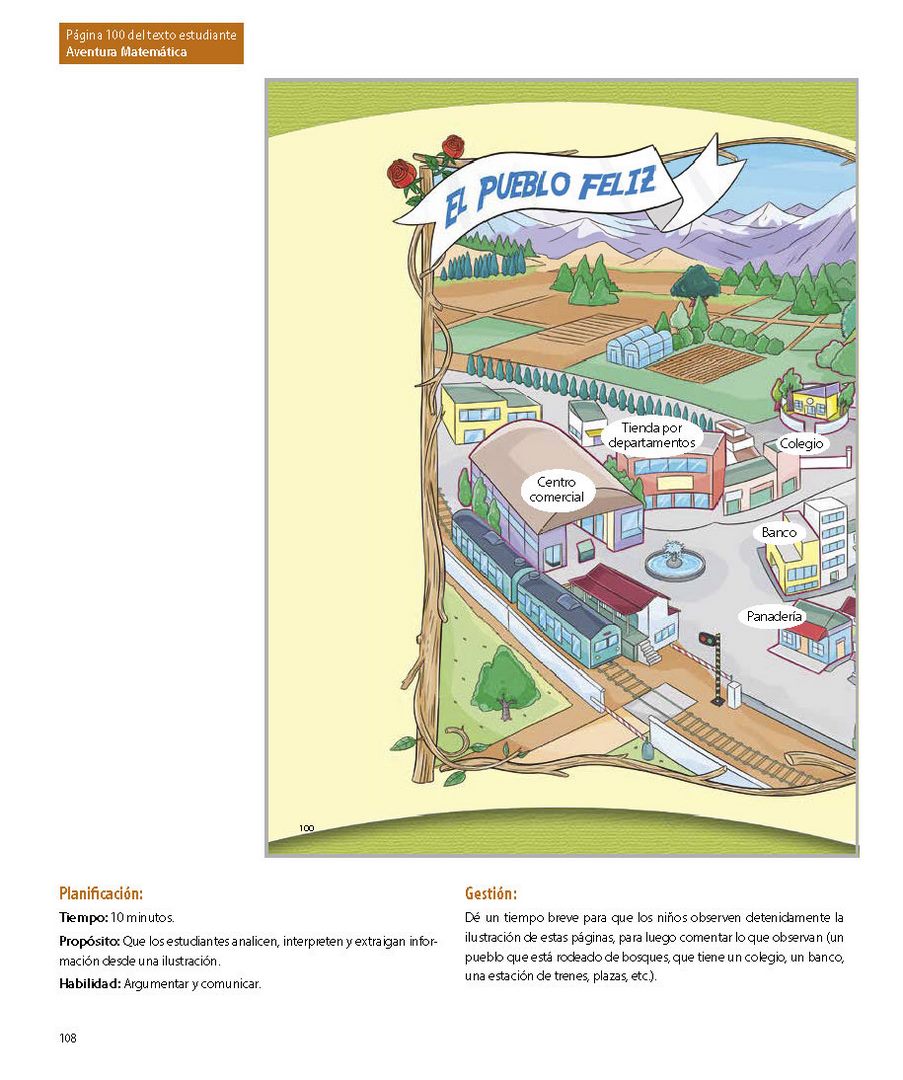 Página 100 del texto estudiante
Aventura Matemática
EL PUEBLO FELIZ
Tienda por
departamentos
Colegio
Centro
comercial
Banco
Panadería
100
Planificación:
Tiempo: 10 minutos.
Propósito: Que los estudiantes analicen, interpreten y extraigan infor-
mación desde una ilustración.
Habilidad: Argumentar y comunicar.
Gestión:
Dé un tiempo breve para que los niños observen detenidamente la
ilustración de estas páginas, para luego comentar lo que observan (un
pueblo que está rodeado de bosques, que tiene un colegio, un banco,
una estación de trenes, plazas, etc.).
108